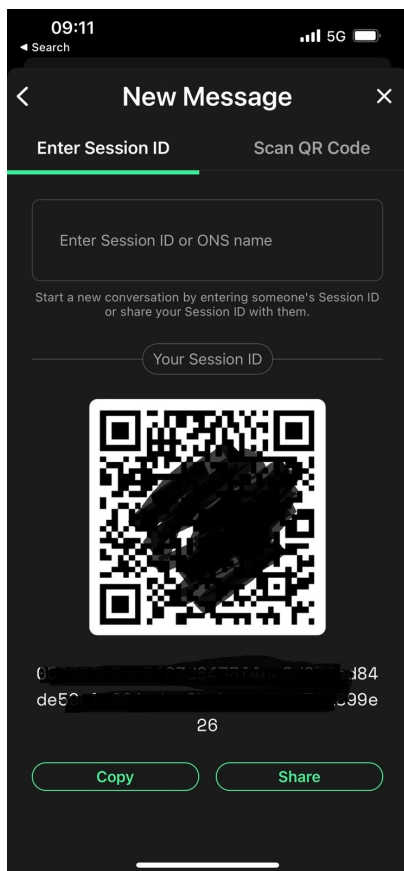 09:11
5G
◀ Search
New Message
Enter Session ID
Scan QR Code
Enter Session ID or ONS name
Start a new conversation by entering someone's Session ID
or share your Session ID with them.
Your Session ID
26
Copy
Share